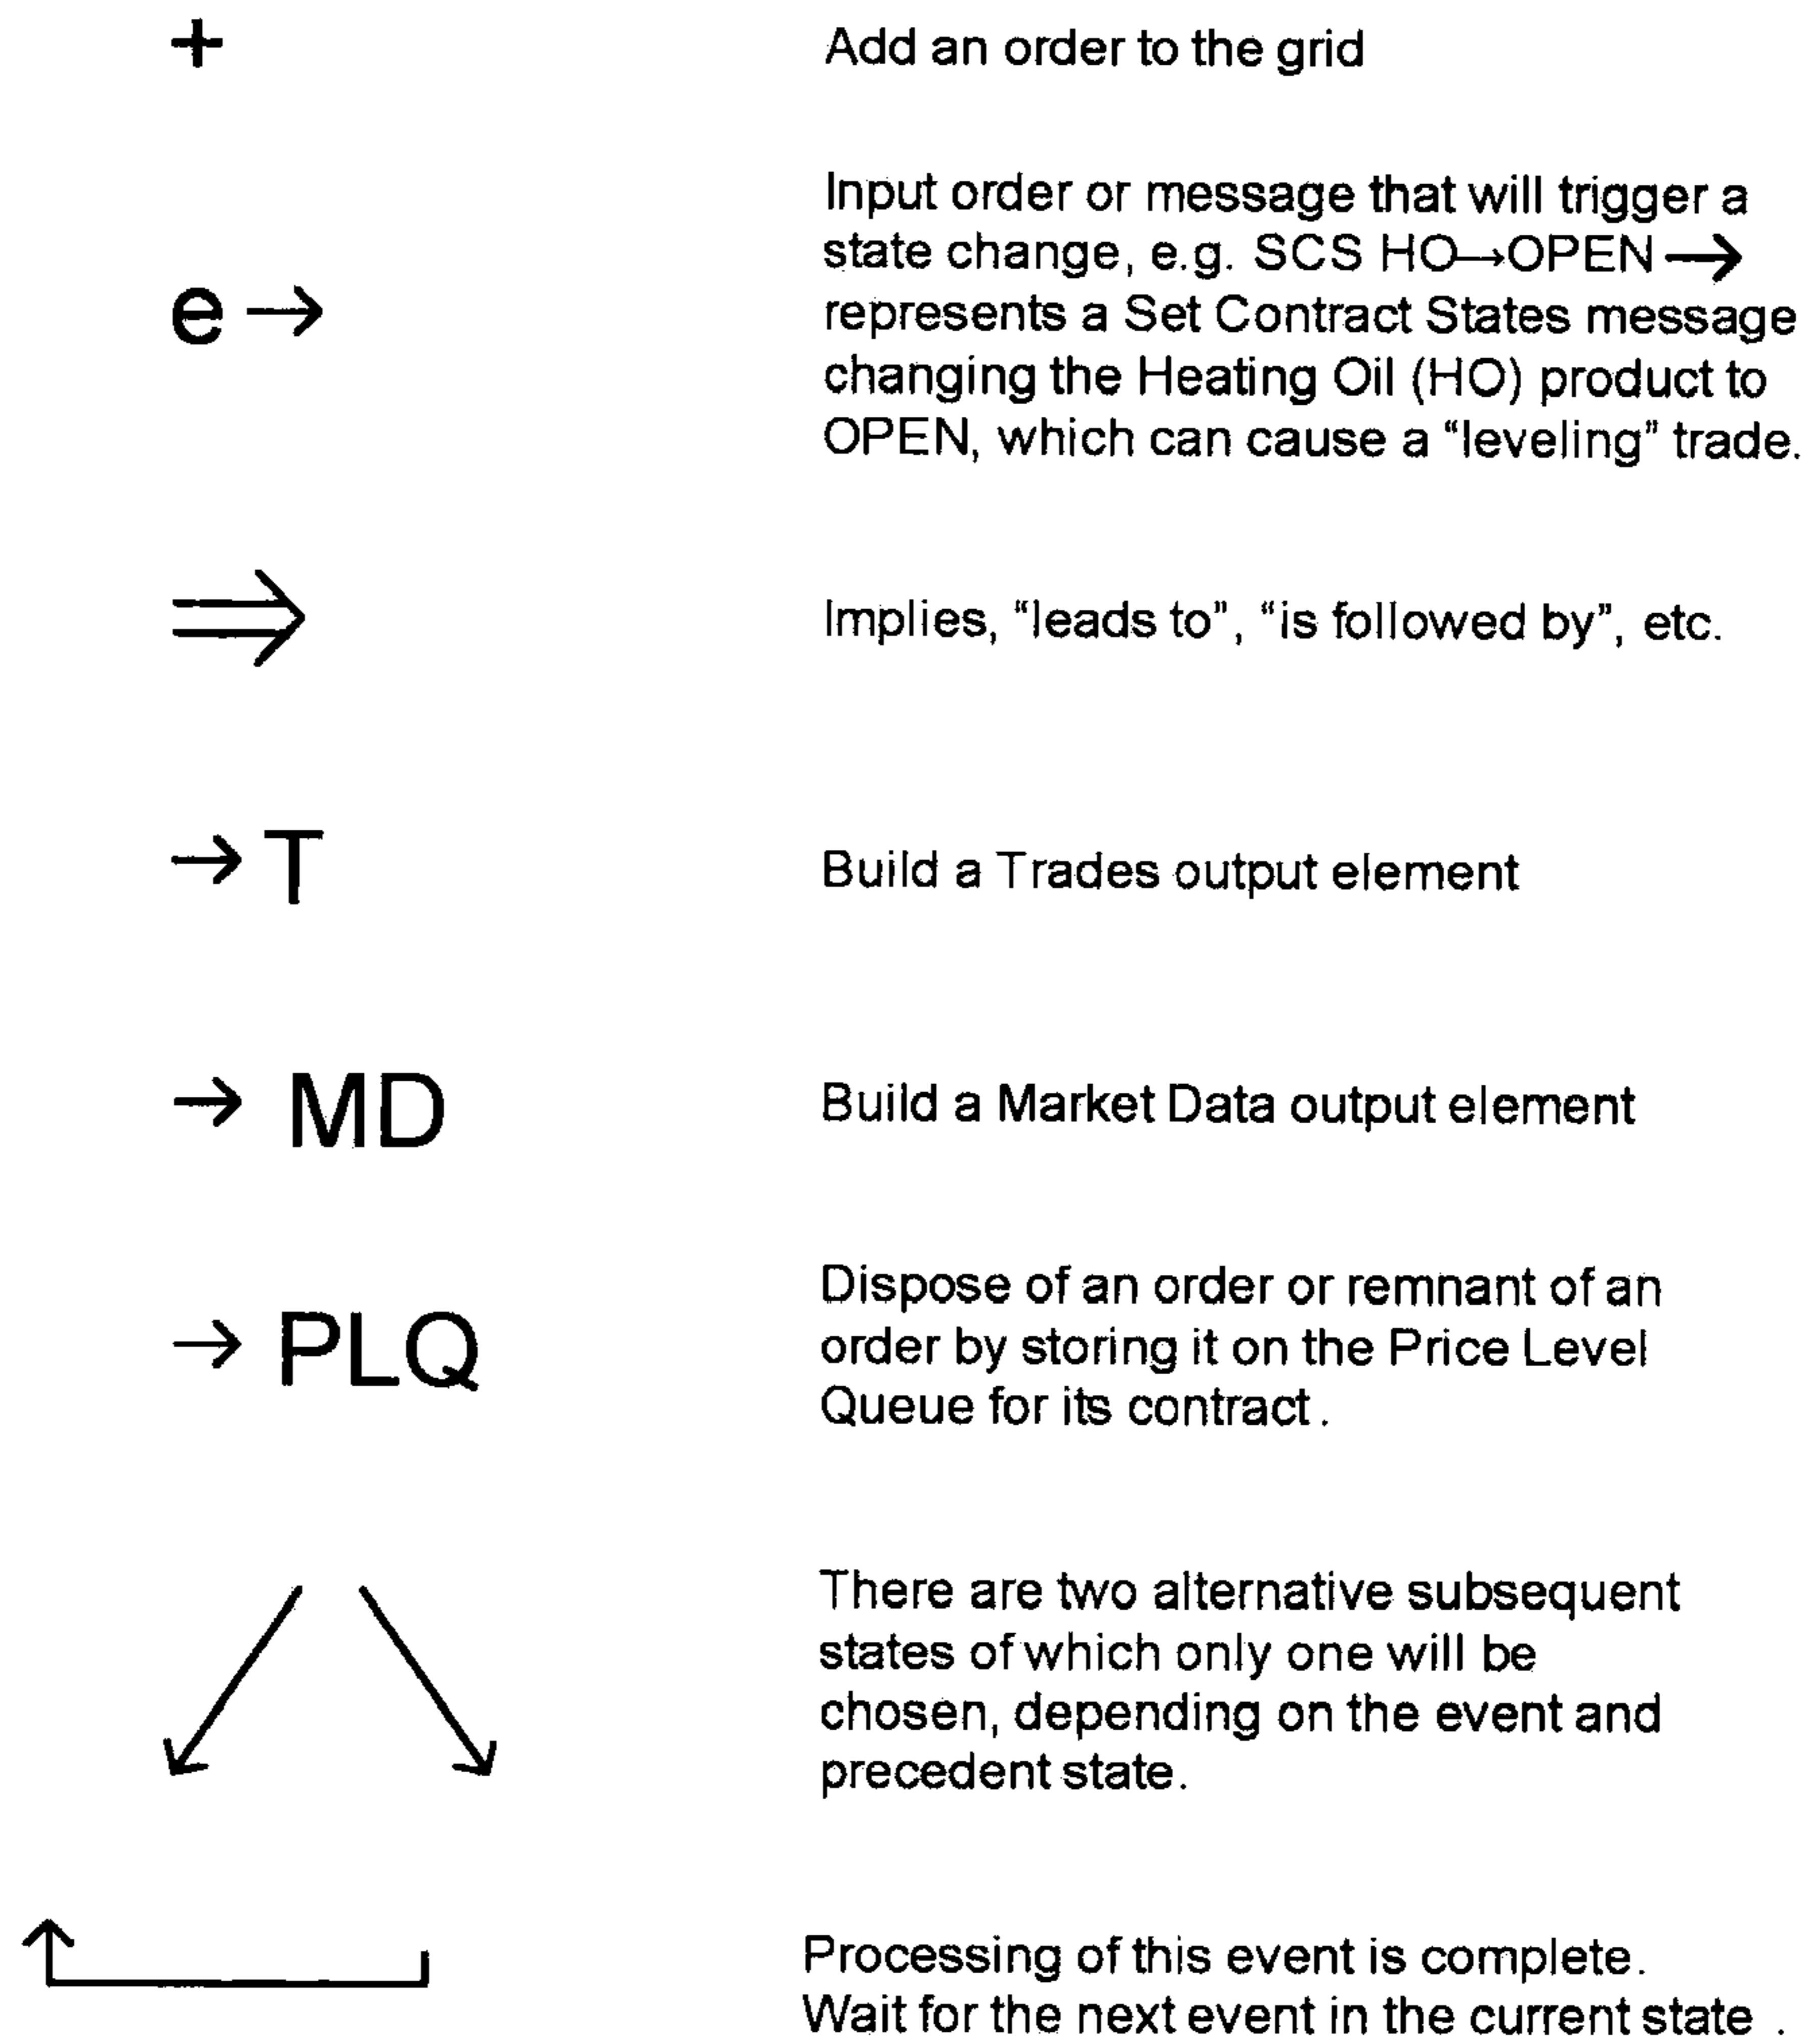 + Add an order to the grid
Input order or message that will trigger a
state change, e.g. SCS HO→OPEN →
e → represents a Set Contract States message
changing the Heating Oil (HO) product to
OPEN, which can cause a “leveling” trade.
⇒ Implies, “leads to”, “is followed by”, etc.
→ T Build a Trades output element
→ MD Build a Market Data output element
Dispose of an order or remnant of an
→ PLQ order by storing it on the Price Level
Queue for its contract.
There are two alternative subsequent
states of which only one will be
chosen, depending on the event and
precedent state.
Processing of this event is complete.
Wait for the next event in the current state .